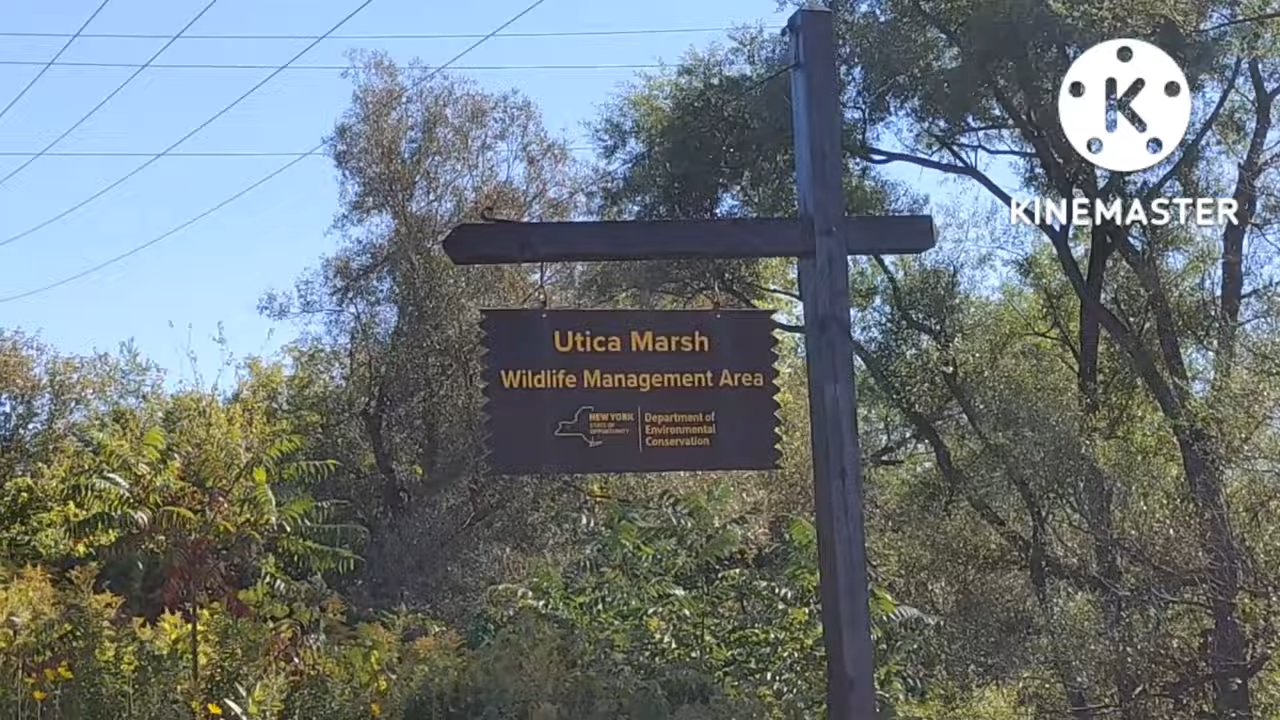 K
KINEMASTER
Utica Marsh
Wildlife Management Area
NEW YORK
STATE OF
OPPORTUNITY
Department of
Environmental
Conservation